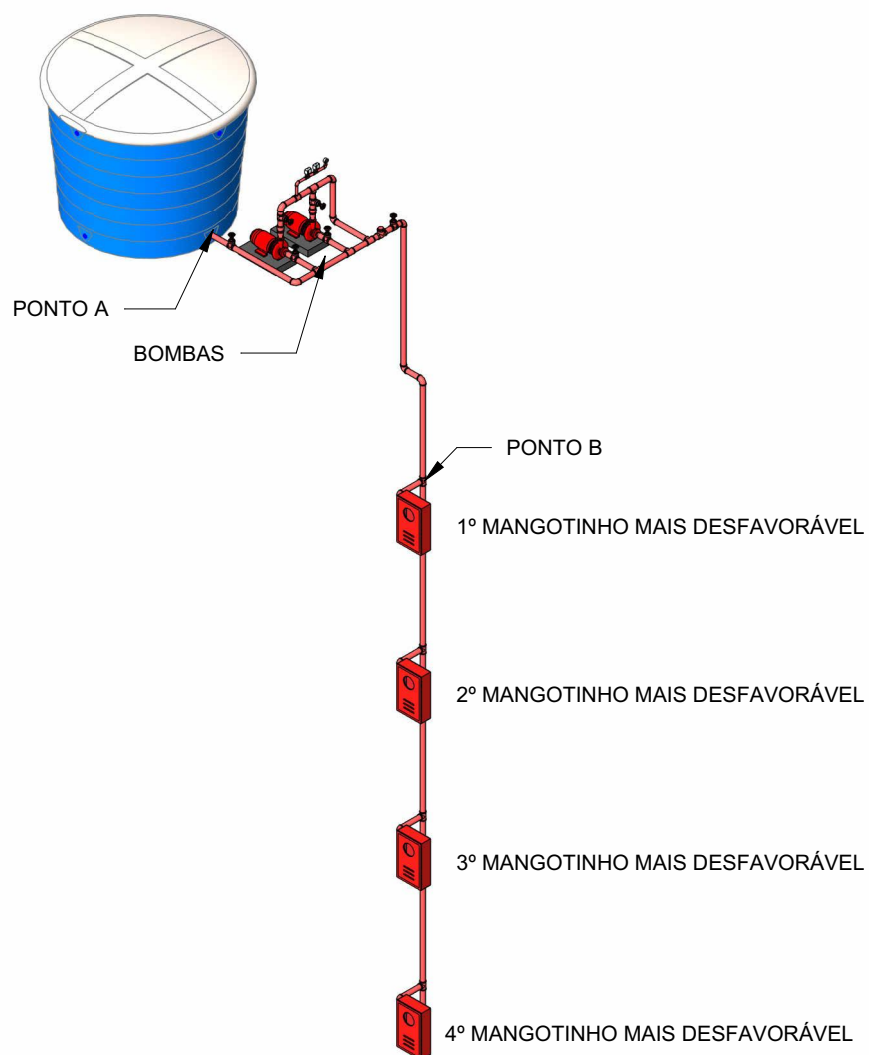 PONTO A
BOMBAS
PONTO B
1º MANGOTINHO MAIS DESFAVORÁVEL
2º MANGOTINHO MAIS DESFAVORÁVEL
3º MANGOTINHO MAIS DESFAVORÁVEL
4º MANGOTINHO MAIS DESFAVORÁVEL